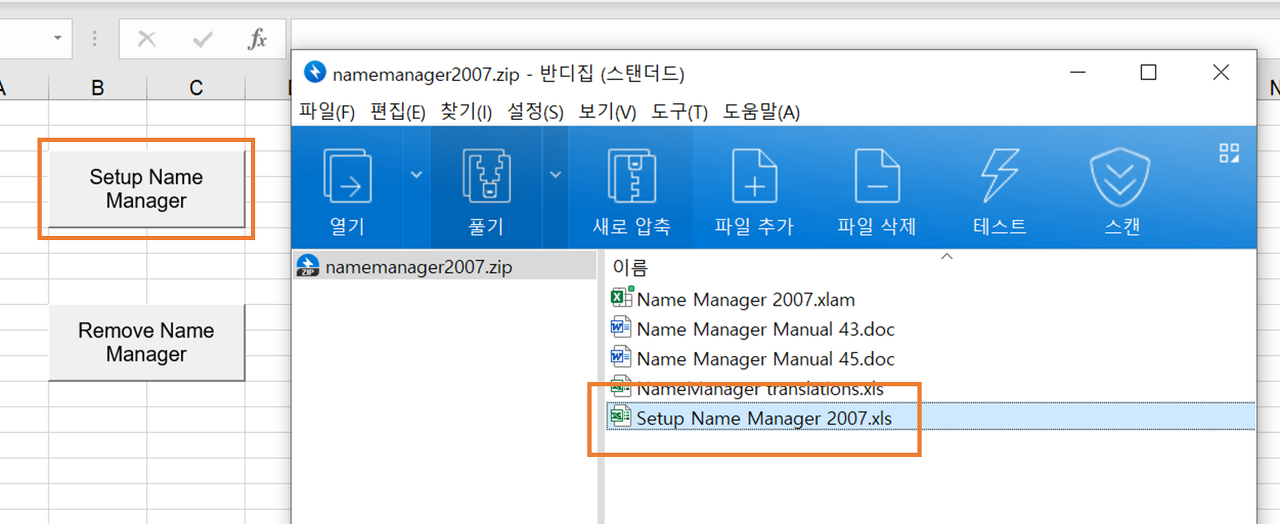 fx
A
B
C
N
Setup Name
Manager
Remove Name
Manager
namemanager2007.zip - 반디집 (스탠더드)
파일(F) 편집(E) 찾기(I) 설정(S) 보기(V) 도구(T) 도움말(A)
열기
풀기
새로 압축
파일 추가
파일 삭제
테스트
스캔
ZIP
namemanager2007.zip
이름
Name Manager 2007.xlam
Name Manager Manual 43.doc
Name Manager Manual 45.doc
NameManager translations.xls
Setup Name Manager 2007.xls